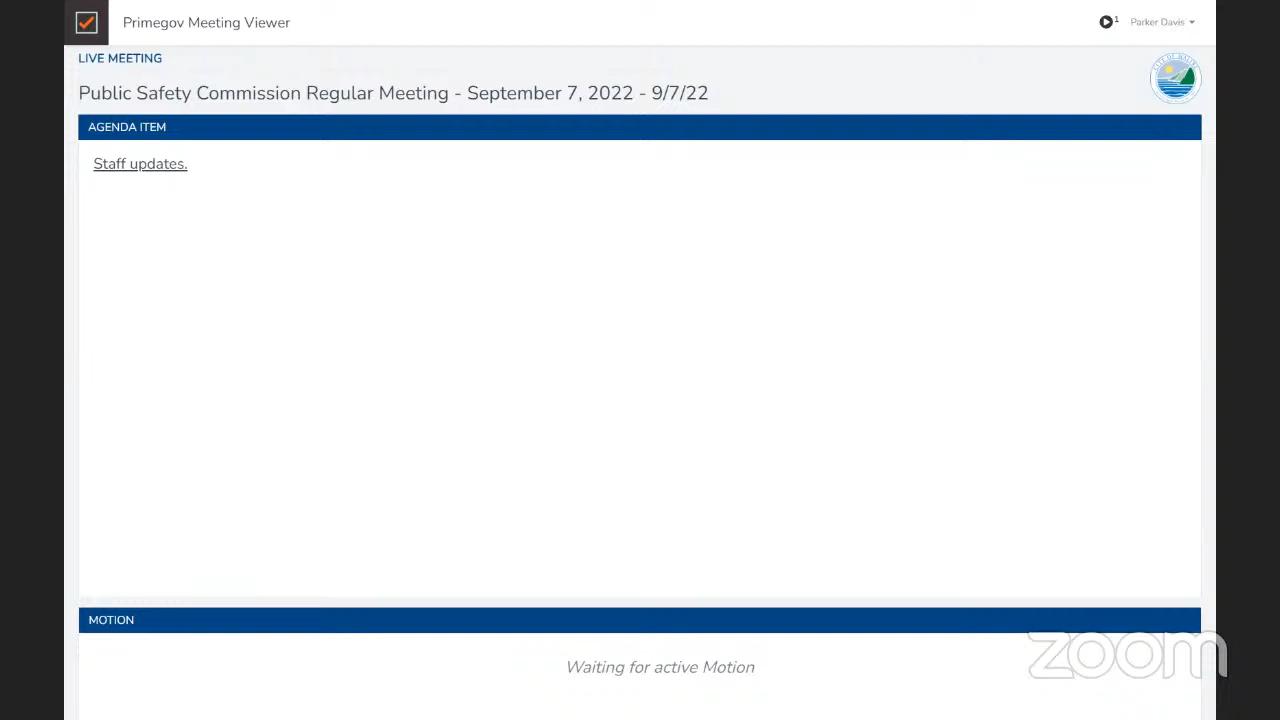 Primegov Meeting Viewer
1
Parker Davis
LIVE MEETING
Public Safety Commission Regular Meeting - September 7, 2022 - 9/7/22
AGENDA ITEM
Staff updates.
MOTION
Waiting for active Motion
zoom